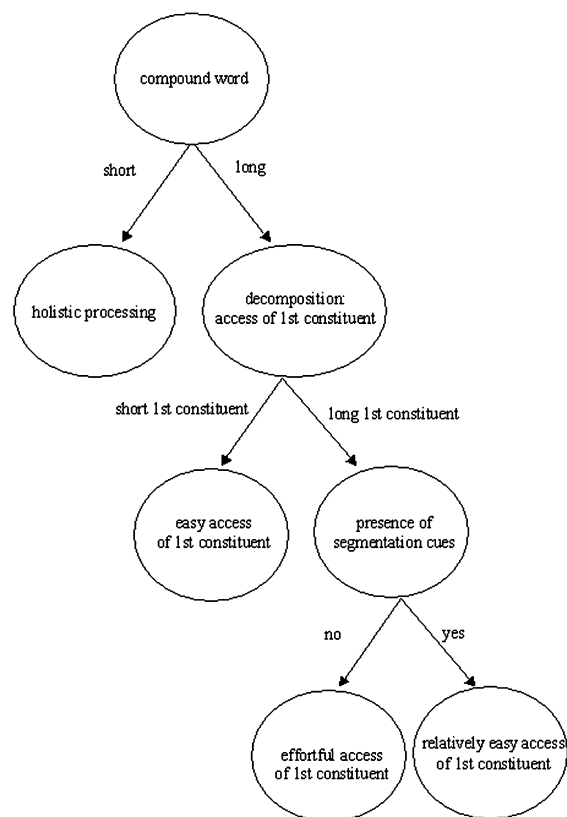 compound word
short
long
holistic processing
decomposition:
access of 1st constituent
short 1st constituent
long 1st constituent
easy access
of 1st constituent
presence of
segmentation cues
no
yes
effortful access
of 1st constituent
relatively easy access
of 1st constituent